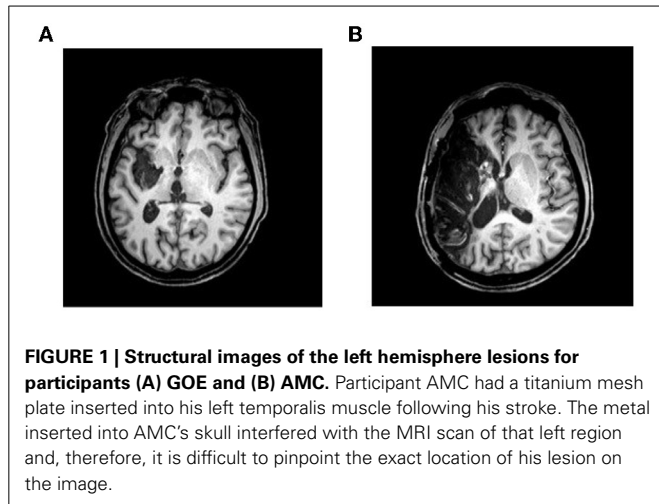 A
B
FIGURE 1 | Structural images of the left hemisphere lesions for
participants (A) GOE and (B) AMC. Participant AMC had a titanium mesh
plate inserted into his left temporalis muscle following his stroke. The metal
inserted into AMC's skull interfered with the MRI scan of that left region
and, therefore, it is difficult to pinpoint the exact location of his lesion on
the image.